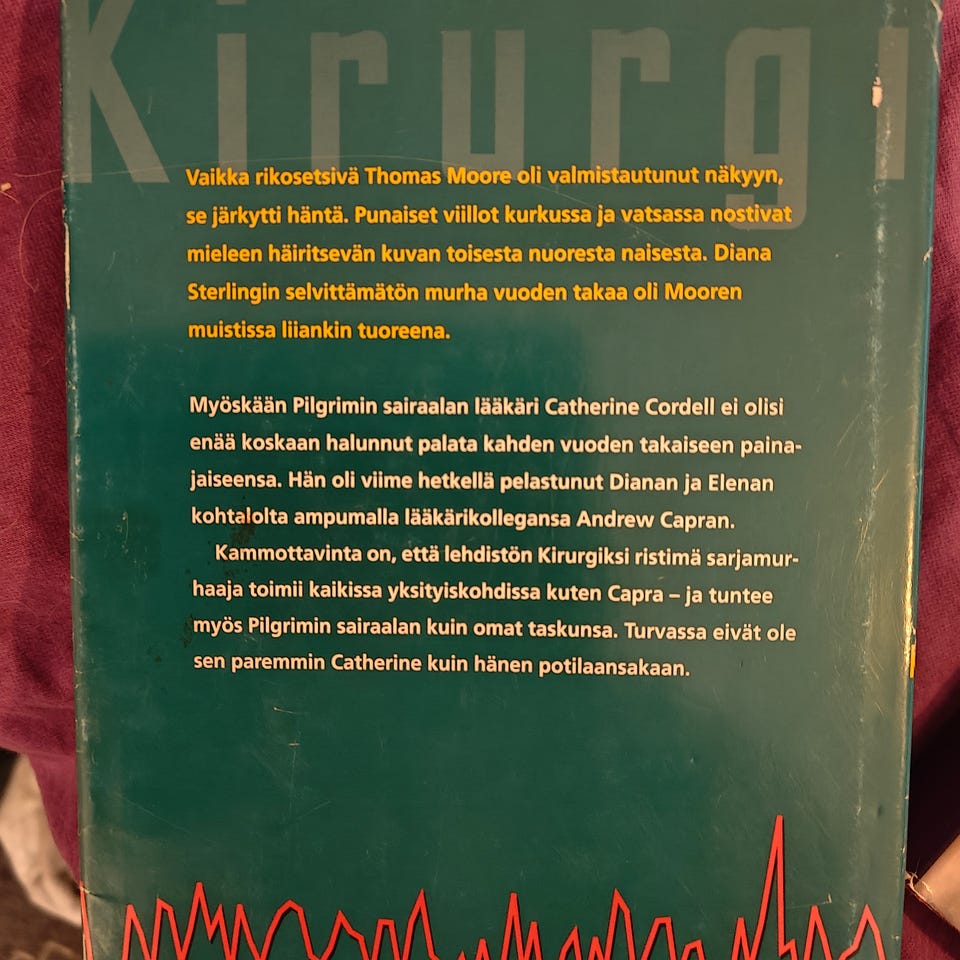 Kirurgi
Vaikka rikosetsivä Thomas Moore oli valmistautunut näkyyn,
se järkytti häntä. Punaiset viillot kurkussa ja vatsassa nostivat
mieleen häiritsevän kuvan toisesta nuoresta naisesta. Diana
Sterlingin selvittämätön murha vuoden takaa oli Mooren
muistissa liiankin tuoreena.
Myöskään Pilgrimin sairaalan lääkäri Catherine Cordell ei olisi
enää koskaan halunnut palata kahden vuoden takaiseen paina-
jaiseensa. Hän oli viime hetkellä pelastunut Dianan ja Elenan
kohtalolta ampumalla lääkärikollegansa Andrew Capran.
Kammottavinta on, että lehdistön Kirurgiksi ristimä sarjamur-
haaja toimii kaikissa yksityiskohdissa kuten Capra – ja tuntee
myös Pilgrimin sairaalan kuin omat taskunsa. Turvassa eivät ole
sen paremmin Catherine kuin hänen potilaansakaan.